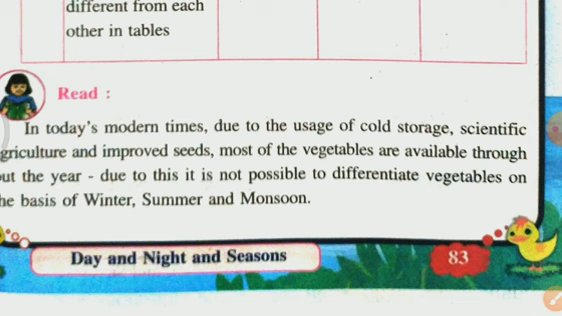 different from each
other in tables
Read :
In today's modern times, due to the usage of cold storage, scientific
griculture and improved seeds, most of the vegetables are available through
out the year - due to this it is not possible to differentiate vegetables on
he basis of Winter, Summer and Monsoon.
Day and Night and Seasons
83